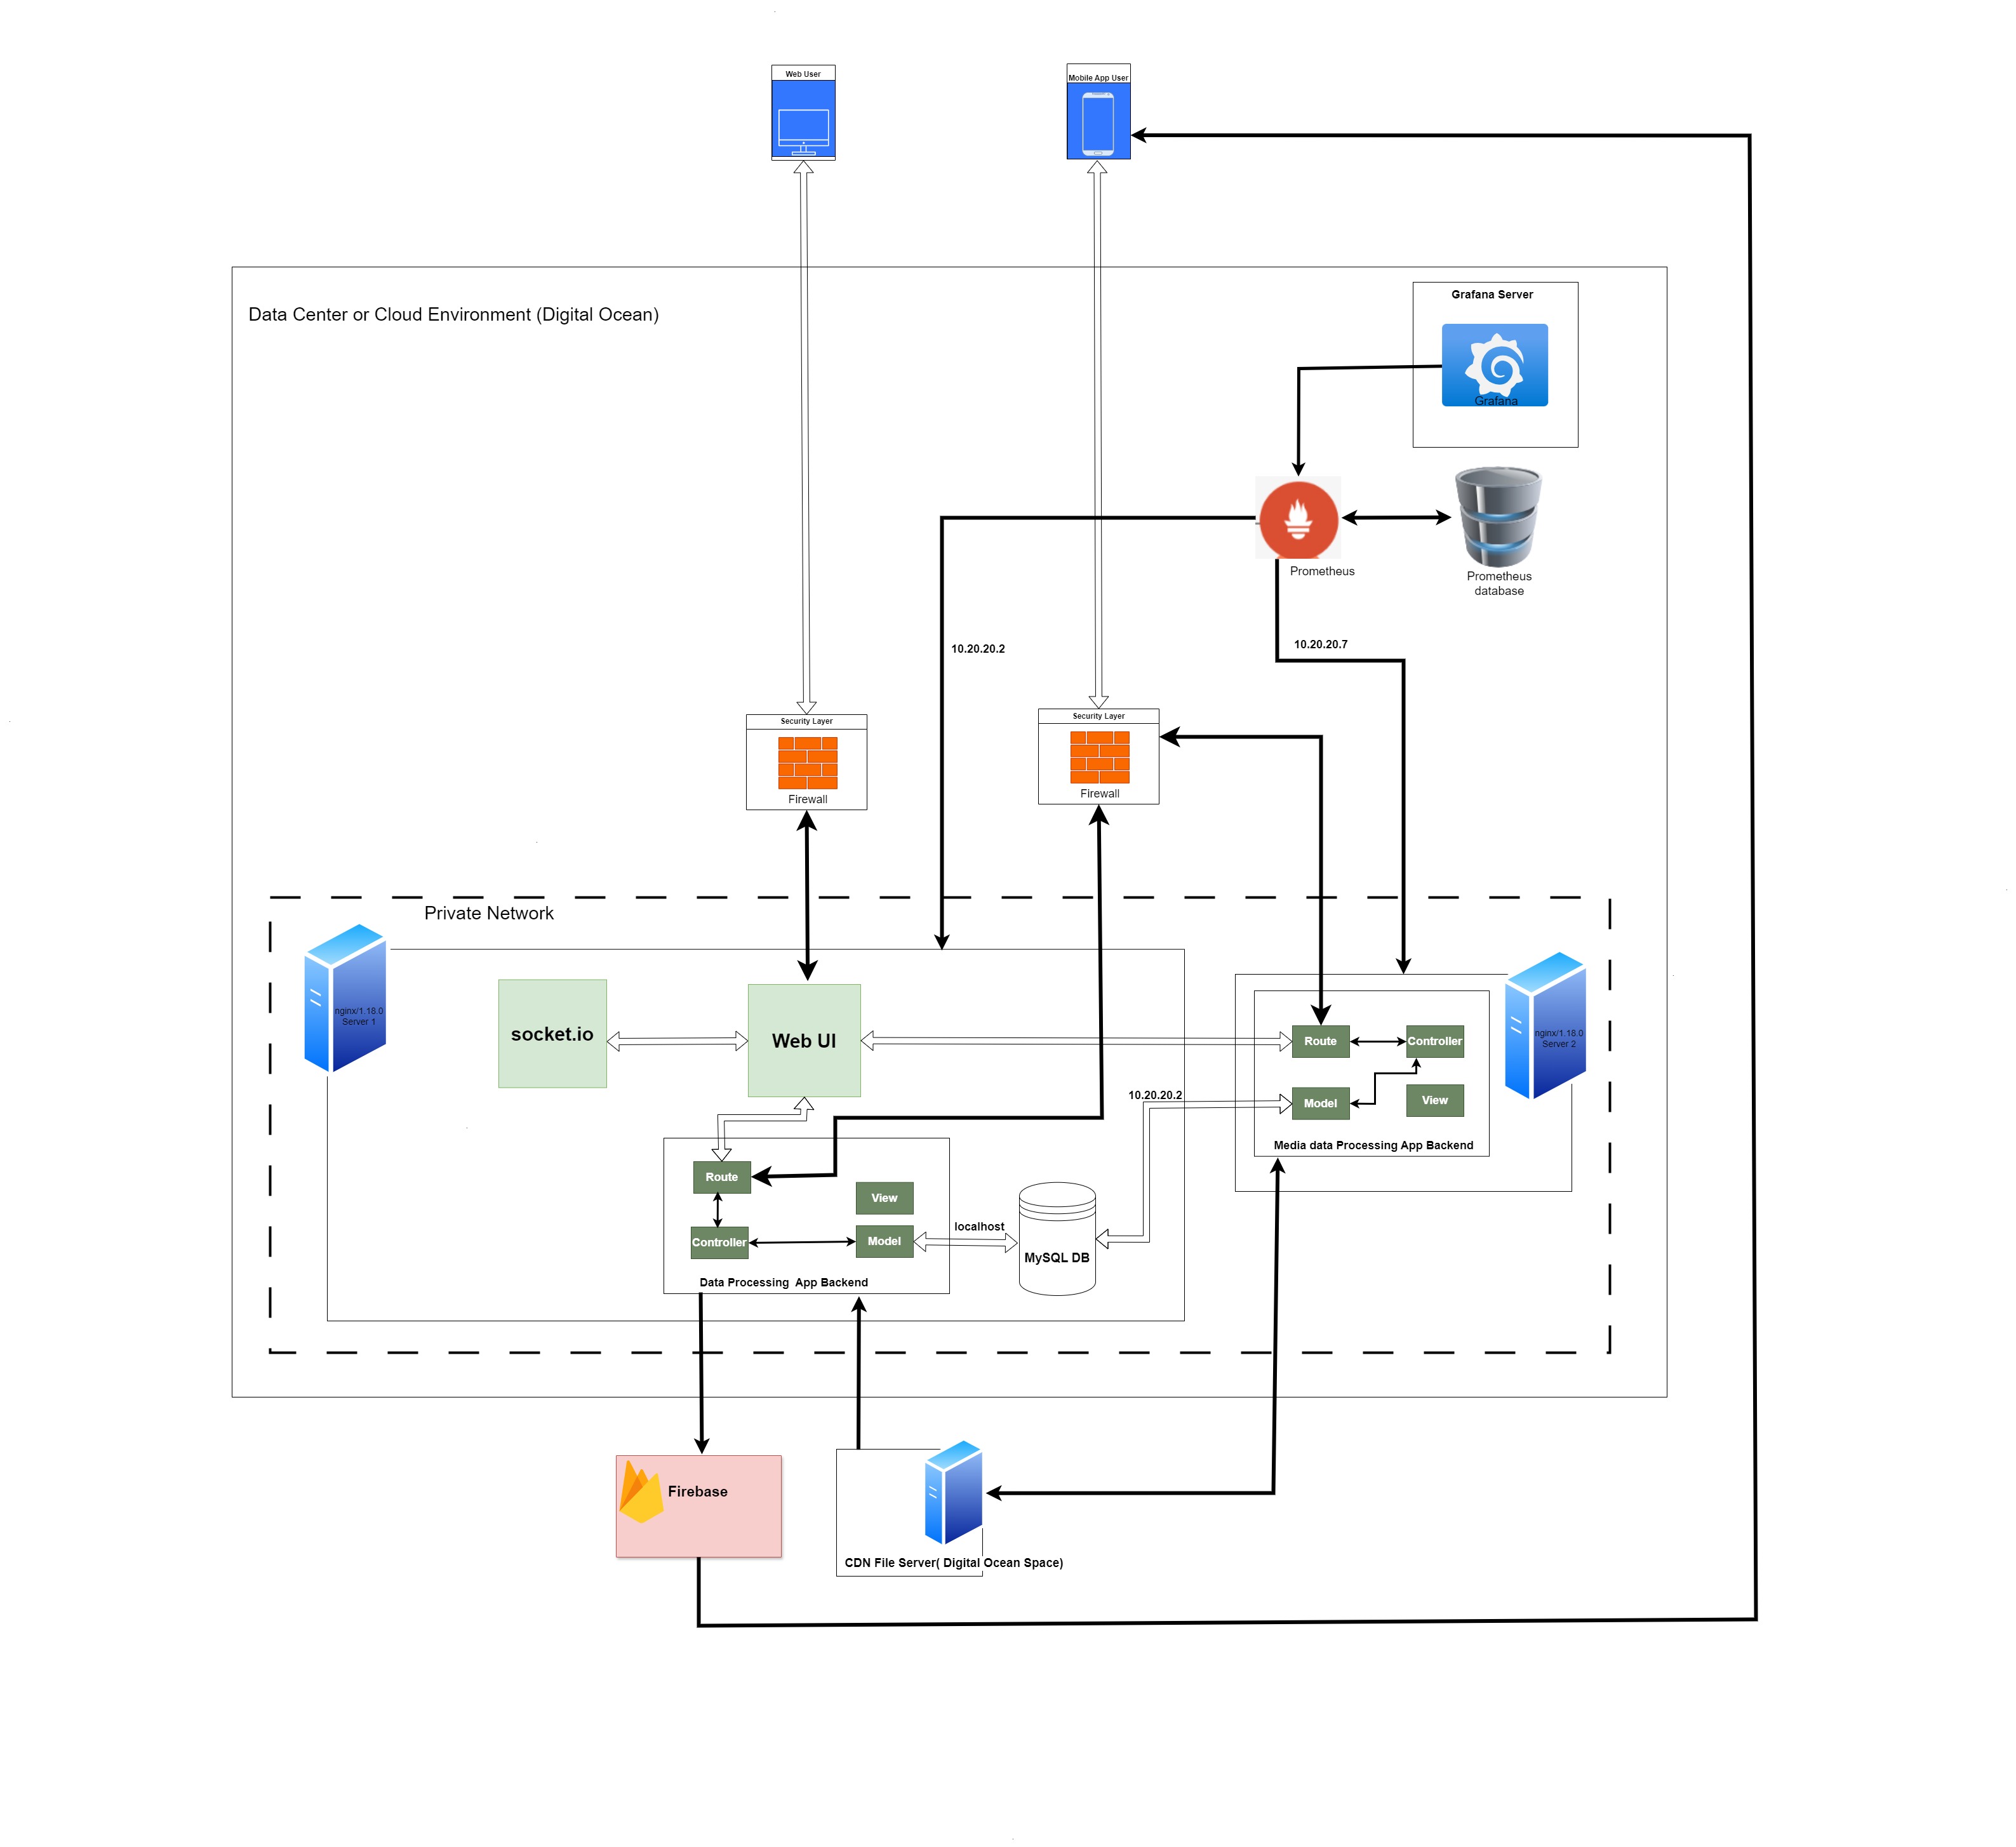 Web User
Mobile App User
Data Center or Cloud Environment (Digital Ocean)
Grafana Server
Grafana
Prometheus
Prometheus
database
10.20.20.2
10.20.20.7
Security Layer
Firewall
Security Layer
Firewall
Private Network
nginx/1.18.0
Server 1
socket.io
Web UI
Route
Controller
Model
View
Media data Processing App Backend
nginx/1.18.0
Server 2
10.20.20.2
Route
View
Controller
Model
localhost
MySQL DB
Data Processing  App Backend
Firebase
CDN File Server( Digital Ocean Space)